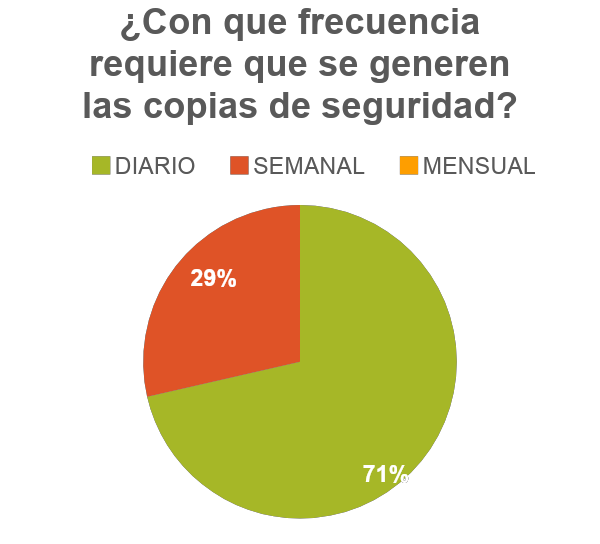 ¿Con que frecuencia
requiere que se generen
las copias de seguridad?
DIARIO SEMANAL MENSUAL
29%
71%